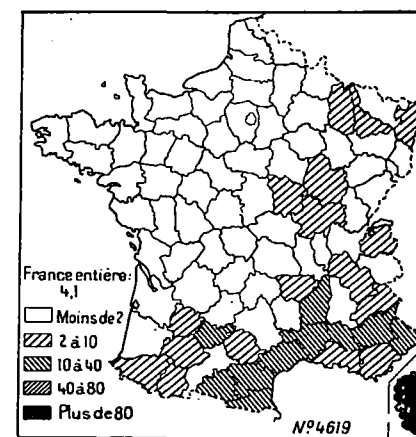 France entière:
4,1
Moins de 2
2 à 10
10 à 40
40 à 80
Plus de 80
Nº4619